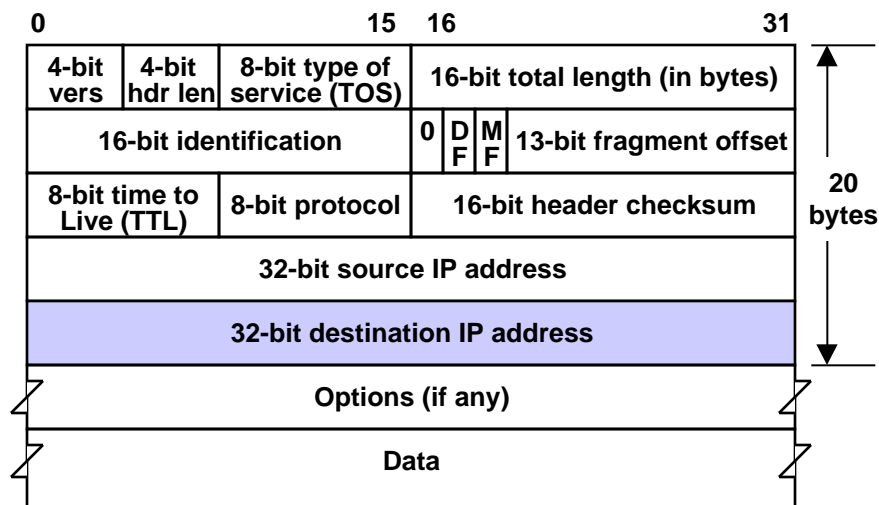 0 15 16 31
4-bit vers
4-bit hdr len
8-bit type of service (TOS)
16-bit total length (in bytes)
16-bit identification
0
DF
MF
13-bit fragment offset
8-bit time to Live (TTL)
8-bit protocol
16-bit header checksum
20 bytes
32-bit source IP address
32-bit destination IP address
Options (if any)
Data